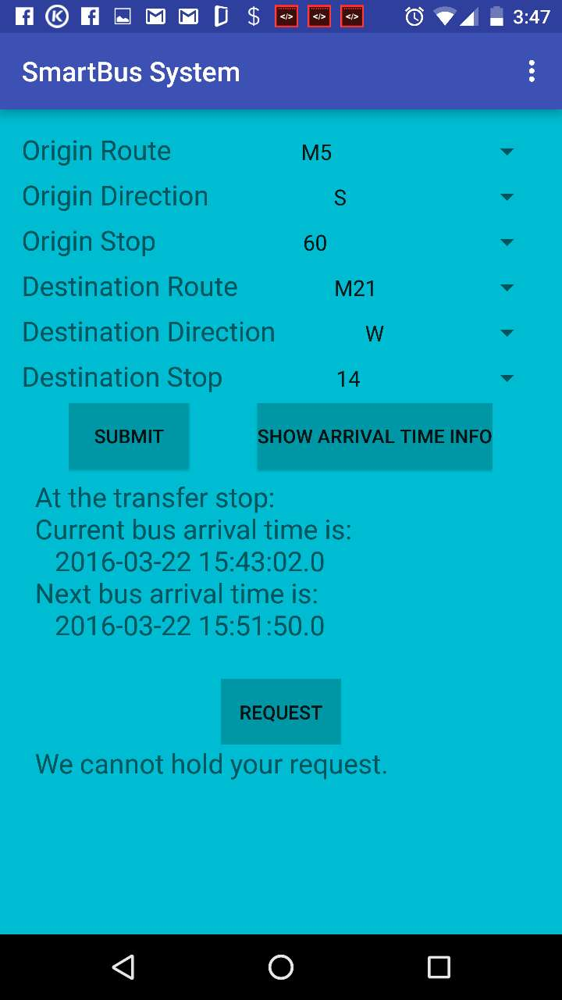 3:47
SmartBus System
Origin Route M5
Origin Direction S
Origin Stop 60
Destination Route M21
Destination Direction W
Destination Stop 14
SUBMIT SHOW ARRIVAL TIME INFO
At the transfer stop:
Current bus arrival time is:
2016-03-22 15:43:02.0
Next bus arrival time is:
2016-03-22 15:51:50.0
REQUEST
We cannot hold your request.